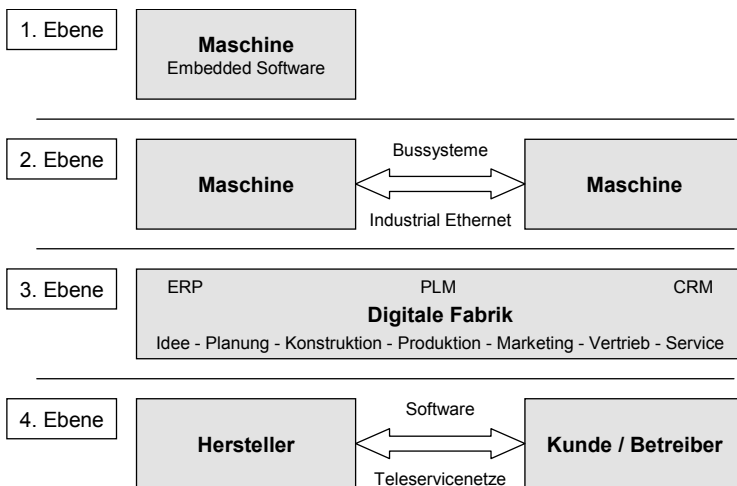 1. Ebene
Maschine
Embedded Software
2. Ebene
Maschine
Bussysteme
Industrial Ethernet
Maschine
3. Ebene
ERP PLM CRM
Digitale Fabrik
Idee - Planung - Konstruktion - Produktion - Marketing - Vertrieb - Service
4. Ebene
Hersteller
Software
Teleservicenetze
Kunde / Betreiber